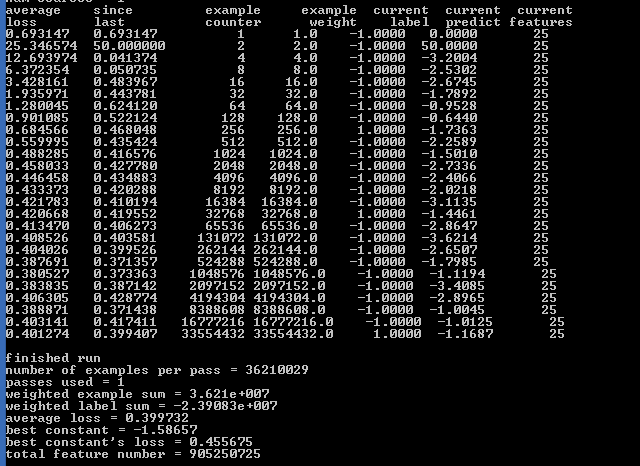 average since example example current current current
loss last counter weight label predict features
0.693147 0.693147 1 1.0 -1.0000 0.0000 25
25.346574 50.000000 2 2.0 -1.0000 50.0000 25
12.693974 0.041374 4 4.0 -1.0000 -3.2004 25
6.372354 0.050735 8 8.0 -1.0000 -2.5302 25
3.428161 0.483967 16 16.0 -1.0000 -2.6745 25
1.935971 0.443781 32 32.0 -1.0000 -1.7892 25
1.280045 0.624120 64 64.0 -1.0000 -0.9528 25
0.901085 0.522124 128 128.0 -1.0000 -0.6440 25
0.684566 0.468048 256 256.0 1.0000 -1.7363 25
0.559995 0.435424 512 512.0 -1.0000 -2.2589 25
0.488285 0.416576 1024 1024.0 -1.0000 -1.5010 25
0.458033 0.427780 2048 2048.0 -1.0000 -2.7336 25
0.446458 0.434883 4096 4096.0 -1.0000 -2.4066 25
0.433373 0.420288 8192 8192.0 -1.0000 -2.0218 25
0.421783 0.410194 16384 16384.0 -1.0000 -3.1135 25
0.420668 0.419552 32768 32768.0 1.0000 -1.4461 25
0.413470 0.406273 65536 65536.0 -1.0000 -2.8647 25
0.408526 0.403581 131072 131072.0 -1.0000 -3.6214 25
0.404026 0.399526 262144 262144.0 -1.0000 -2.6507 25
0.387691 0.371357 524288 524288.0 -1.0000 -1.7985 25
0.380527 0.373363 1048576 1048576.0 -1.0000 -1.1194 25
0.383835 0.387142 2097152 2097152.0 -1.0000 -3.4085 25
0.406305 0.428774 4194304 4194304.0 -1.0000 -2.8965 25
0.388871 0.371438 8388608 8388608.0 -1.0000 -1.0045 25
0.403141 0.417411 16777216 16777216.0 -1.0000 -1.0125 25
0.401274 0.399407 33554432 33554432.0 1.0000 -1.1687 25
finished run
number of examples per pass = 36210029
passes used = 1
weighted example sum = 3.621e+007
weighted label sum = -2.39083e+007
average loss = 0.399732
best constant = -1.58657
best constant's loss = 0.455675
total feature number = 905250725